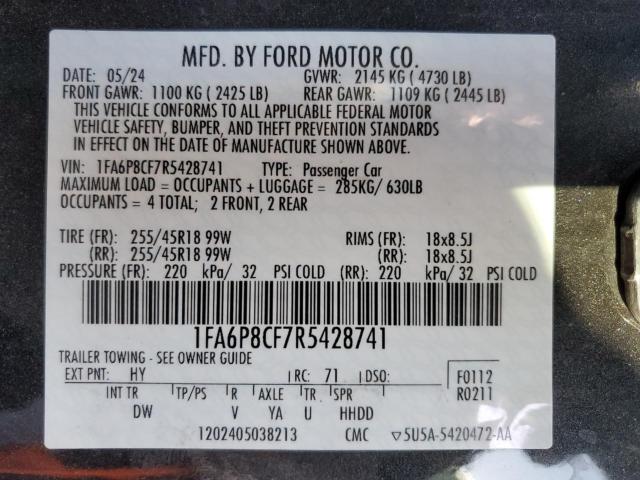 MFD. BY FORD MOTOR CO.
DATE: 05/24 GVWR: 2145 KG ( 4730 LB)
FRONT GAWR: 1100 KG ( 2425 LB) REAR GAWR: 1109 KG ( 2445 LB)
THIS VEHICLE CONFORMS TO ALL APPLICABLE FEDERAL MOTOR
VEHICLE SAFETY, BUMPER, AND THEFT PREVENTION STANDARDS
IN EFFECT ON THE DATE OF MANUFACTURE SHOWN ABOVE.
VIN: 1FA6P8CF7R5428741 TYPE: Passenger Car
MAXIMUM LOAD = OCCUPANTS + LUGGAGE = 285KG/ 630LB
OCCUPANTS = 4 TOTAL; 2 FRONT, 2 REAR
TIRE (FR): 255/45R18 99W RIMS (FR): 18x8.5J
(RR): 255/45R18 99W (RR): 18x8.5J
PRESSURE (FR): 220 kPa/ 32 PSI COLD (RR): 220 kPa/ 32 PSI COLD
1FA6P8CF7R5428741
TRAILER TOWING - SEE OWNER GUIDE
EXT PNT: HY RC: 71 DSO: F0112
INT TR TP/PS R AXLE TR SPR R0211
DW V YA U HHDD
1202405038213 CMC ▽5U5A-5420472-AA